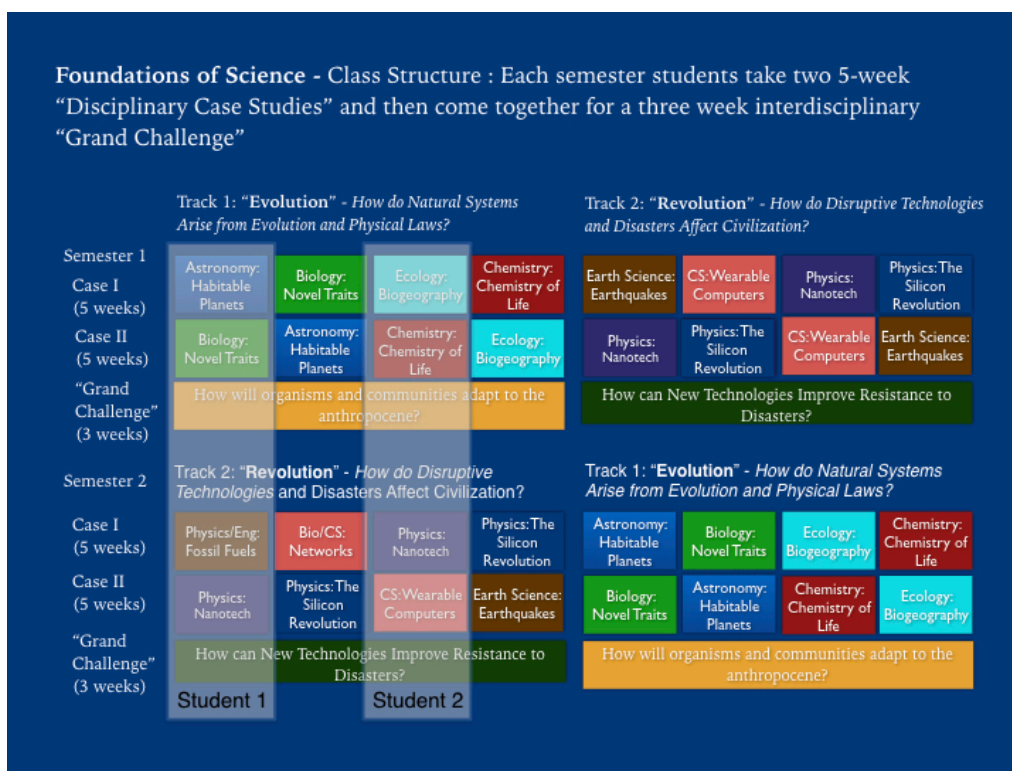 Foundations of Science - Class Structure : Each semester students take two 5-week
“Disciplinary Case Studies” and then come together for a three week interdisciplinary
“Grand Challenge”
Track 1: “Evolution” - How do Natural Systems
Arise from Evolution and Physical Laws?
Track 2: “Revolution” - How do Disruptive Technologies
and Disasters Affect Civilization?
Semester 1
Case I
(5 weeks)
Astronomy:
Habitable
Planets
Biology:
Novel Traits
Ecology:
Biogeography
Chemistry:
Chemistry of
Life
Earth Science:
Earthquakes
CS:Wearable
Computers
Physics:
Nanotech
Physics:The
Silicon
Revolution
Case II
(5 weeks)
Biology:
Novel Traits
Astronomy:
Habitable
Planets
Chemistry:
Chemistry of
Life
Ecology:
Biogeography
Physics:
Nanotech
Physics:The
Silicon
Revolution
CS:Wearable
Computers
Earth Science:
Earthquakes
“Grand
Challenge”
(3 weeks)
How will organisms and communities adapt to the
anthropocene?
How can New Technologies Improve Resistance to
Disasters?
Semester 2
Track 2: “Revolution” - How do Disruptive
Technologies and Disasters Affect Civilization?
Track 1: “Evolution” - How do Natural Systems
Arise from Evolution and Physical Laws?
Case I
(5 weeks)
Physics/Eng:
Fossil Fuels
Bio/CS:
Networks
Physics:
Nanotech
Physics:The
Silicon
Revolution
Astronomy:
Habitable
Planets
Biology:
Novel Traits
Ecology:
Biogeography
Chemistry:
Chemistry of
Life
Case II
(5 weeks)
Physics:
Nanotech
Physics:The
Silicon
Revolution
CS:Wearable
Computers
Earth Science:
Earthquakes
Biology:
Novel Traits
Astronomy:
Habitable
Planets
Chemistry:
Chemistry of
Life
Ecology:
Biogeography
“Grand
Challenge”
(3 weeks)
How can New Technologies Improve Resistance to
Disasters?
How will organisms and communities adapt to the
anthropocene?
Student 1
Student 2